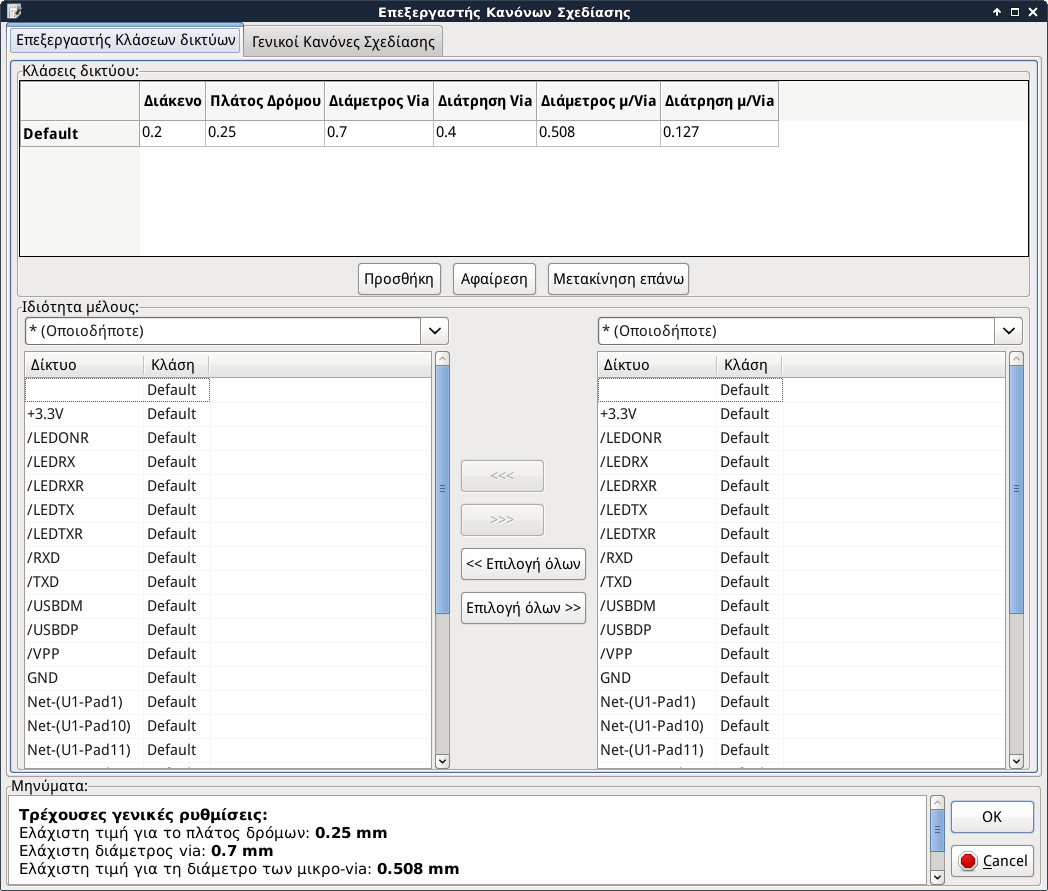 Επεξεργαστής Κανόνων Σχεδίασης
Επεξεργαστής Κλάσεων δικτύων Γενικοί Κανόνες Σχεδίασης
Κλάσεις δικτύου:
Διάκενο Πλάτος Δρόμου Διάμετρος Via Διάτρηση Via Διάμετρος μ/Via Διάτρηση μ/Via
Default 0.2 0.25 0.7 0.4 0.508 0.127
Προσθήκη Αφαίρεση Μετακίνηση επάνω
Ιδιότητα μέλους:
* (Οποιοδήποτε) * (Οποιοδήποτε)
Δίκτυο Κλάση Δίκτυο Κλάση
Default Default
+3.3V Default +3.3V Default
/LEDONR Default /LEDONR Default
/LEDRX Default /LEDRX Default
<<<
/LEDRXR Default /LEDRXR Default
/LEDTX Default /LEDTX Default
>>>
/LEDTXR Default /LEDTXR Default
/RXD Default /RXD Default
<< Επιλογή όλων
/TXD Default /TXD Default
/USBDM Default Επιλογή όλων >> /USBDM Default
/USBDP Default /USBDP Default
/VPP Default /VPP Default
GND Default GND Default
Net-(U1-Pad1) Default Net-(U1-Pad1) Default
Net-(U1-Pad10) Default Net-(U1-Pad10) Default
Net-(U1-Pad11) Default Net-(U1-Pad11) Default
Μηνύματα:
Τρέχουσες γενικές ρυθμίσεις:
Ελάχιστη τιμή για το πλάτος δρόμων: 0.25 mm
Ελάχιστη διάμετρος via: 0.7 mm
Ελάχιστη τιμή για τη διάμετρο των μικρο-via: 0.508 mm
OK
Cancel